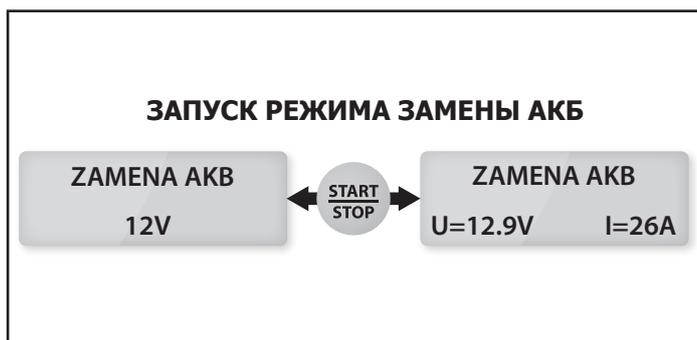 ЗАПУСК РЕЖИМА ЗАМЕНЫ АКБ
ZAMENA AKB
12V
START
STOP
ZAMENA AKB
U=12.9V I=26A